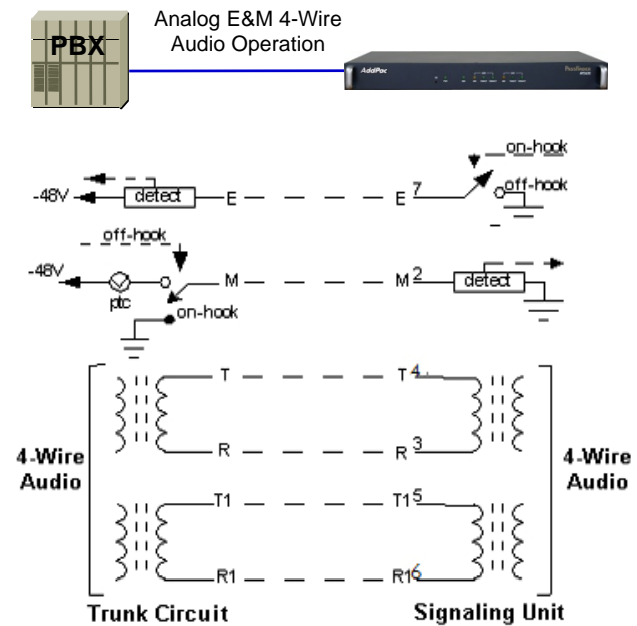 Analog E&M 4-Wire
Audio Operation
PBX
AddPac
on-hook
-48V detect E E 7 off-hook
off-hook
-48V M M 2 detect
ptc on-hook
T T 4
R R 3
4-Wire Audio
4-Wire Audio
T1 T1 5
R1 R1 6
Trunk Circuit Signaling Unit